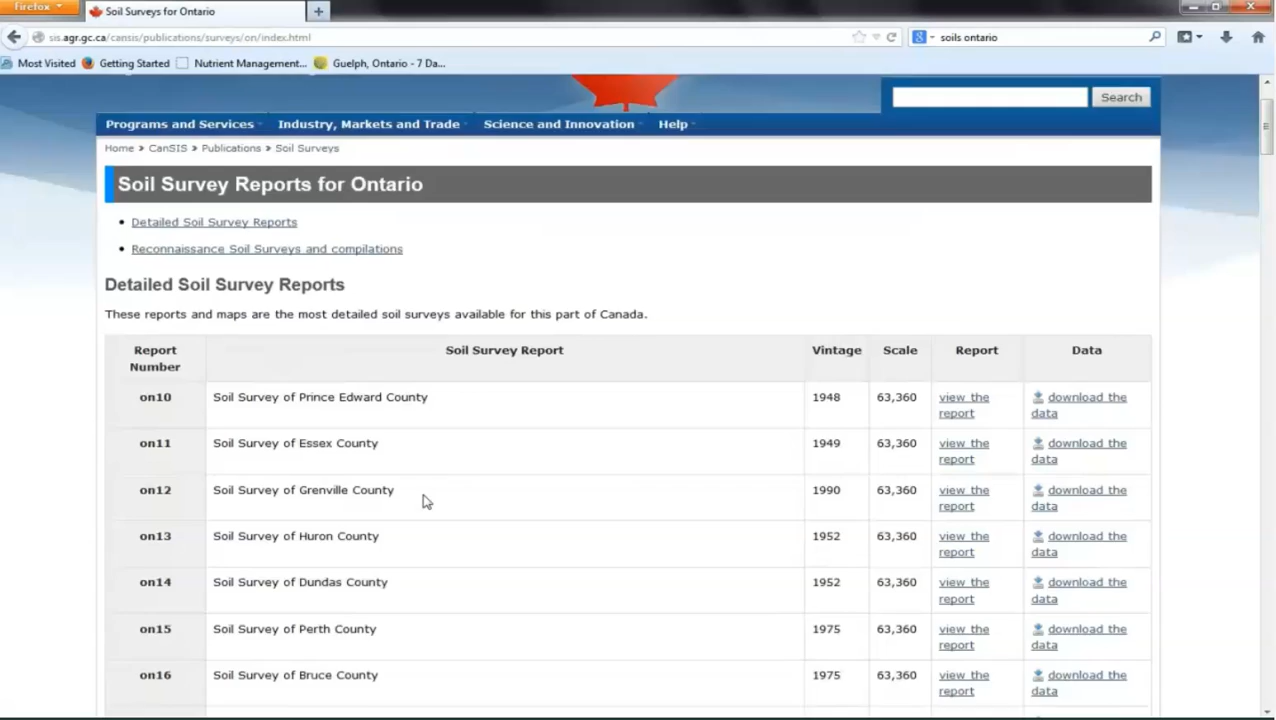 Firefox
Soil Surveys for Ontario
sis.agr.gc.ca/cansis/publications/surveys/on/index.html
soils ontario
Most Visited Getting Started Nutrient Management... Guelph, Ontario - 7 Da...
Search
Programs and Services Industry, Markets and Trade Science and Innovation Help
Home > CanSIS > Publications > Soil Surveys
Soil Survey Reports for Ontario
• Detailed Soil Survey Reports
• Reconnaissance Soil Surveys and compilations
Detailed Soil Survey Reports
These reports and maps are the most detailed soil surveys available for this part of Canada.
Report Number Soil Survey Report Vintage Scale Report Data
on10 Soil Survey of Prince Edward County 1948 63,360 view the report download the data
on11 Soil Survey of Essex County 1949 63,360 view the report download the data
on12 Soil Survey of Grenville County 1990 63,360 view the report download the data
on13 Soil Survey of Huron County 1952 63,360 view the report download the data
on14 Soil Survey of Dundas County 1952 63,360 view the report download the data
on15 Soil Survey of Perth County 1975 63,360 view the report download the data
on16 Soil Survey of Bruce County 1975 63,360 view the report download the data